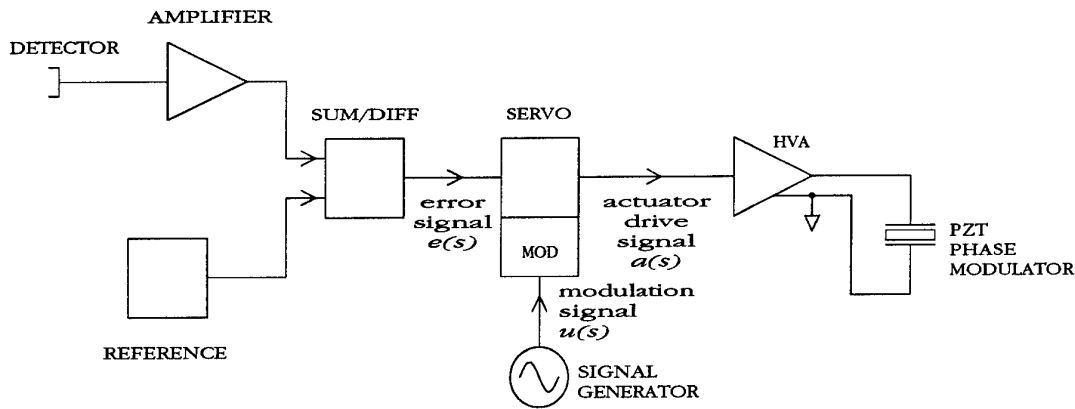 AMPLIFIER
DETECTOR
SUM/DIFF
SERVO
HVA
error
signal
e(s)
MOD
actuator
drive
signal
a(s)
PZT
PHASE
MODULATOR
modulation
signal
u(s)
REFERENCE
SIGNAL
GENERATOR